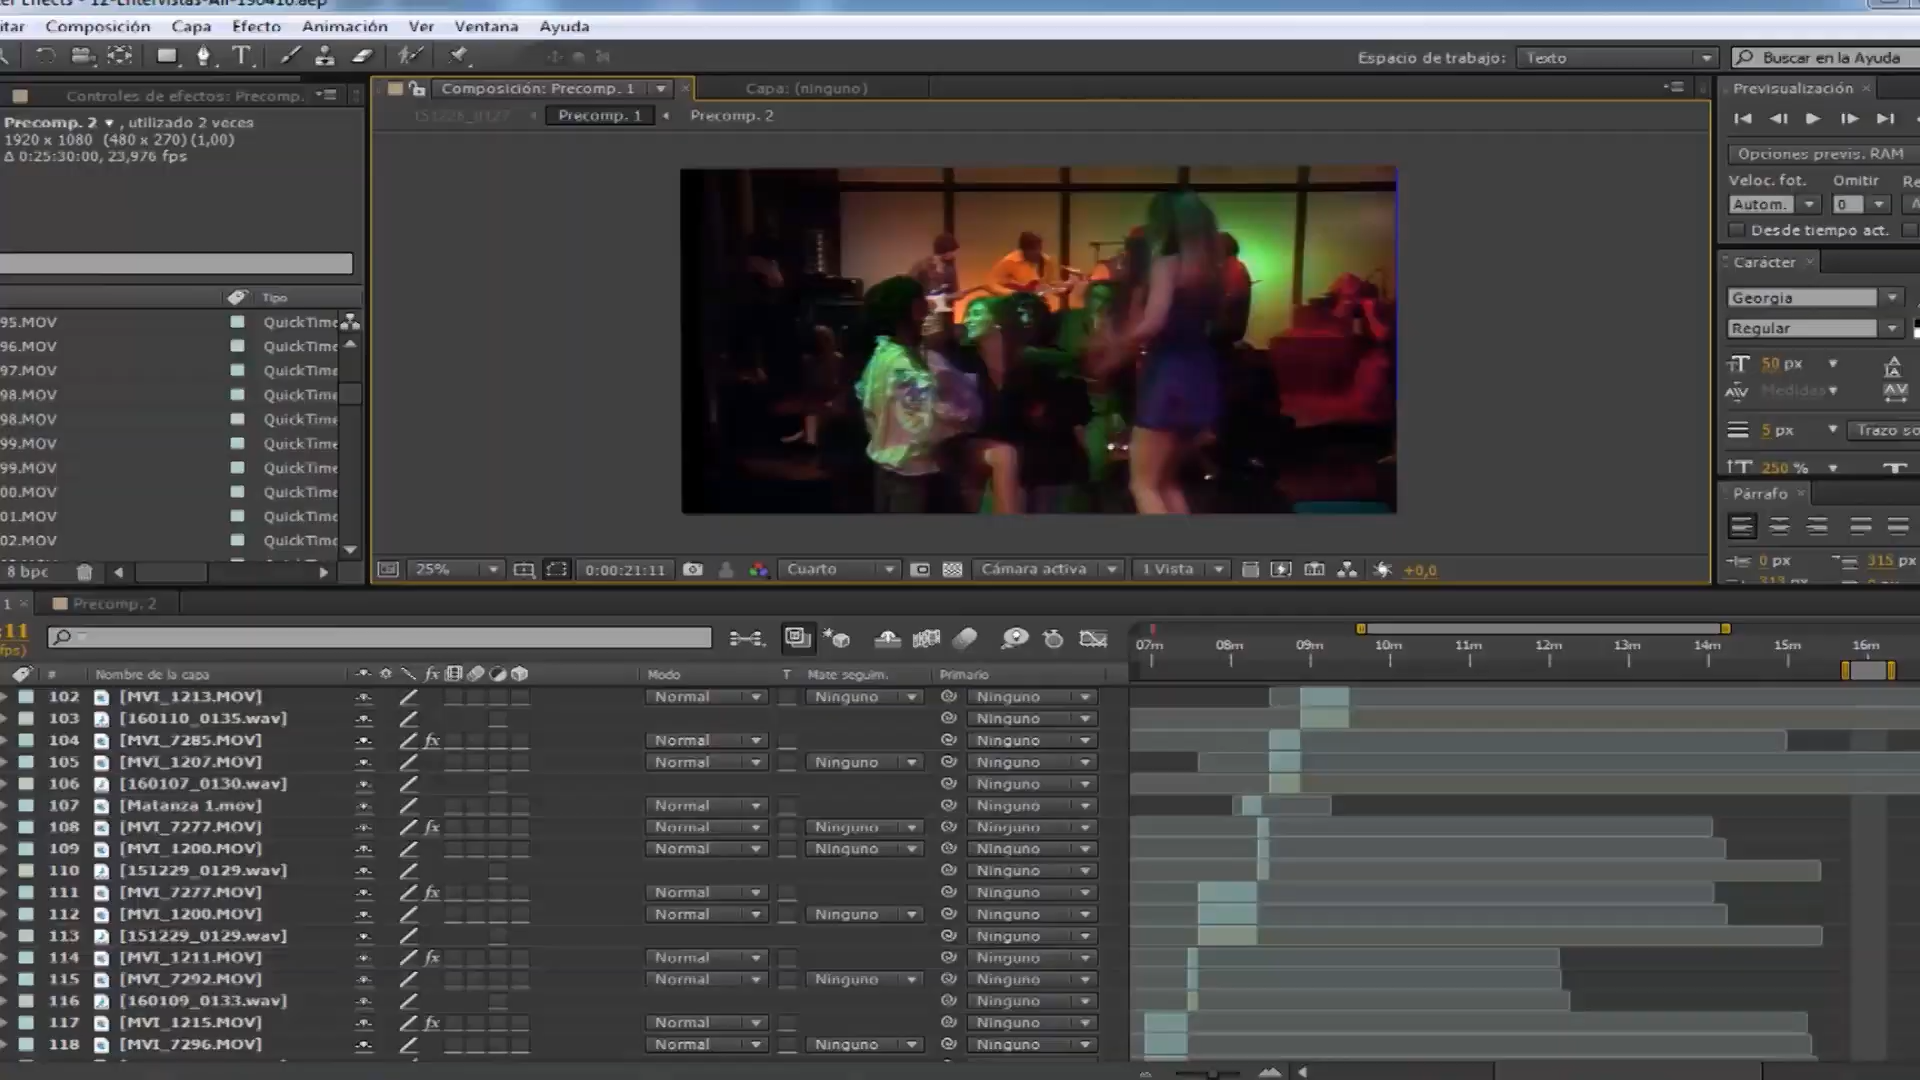 itar Composición Capa Efecto Animación Ver Ventana Ayuda
Espacio de trabajo: Texto Buscar en la Ayuda
Controles de efectos: Precomp.
Composición: Precomp. 1 Capa: (ninguno)
Previsualización
Precomp. 1 Precomp. 2
Precomp. 2 , utilizado 2 veces
1920 x 1080 (480 x 270) (1,00)
Δ 0:25:30:00, 23,976 fps
Opciones previs. RAM
Veloc. fot. Omitir Re
Autom. 0
Desde tiempo act.
Carácter
Georgia
Regular
50 px
Medidas
5 px Trazo so
250 %
Párrafo
0 px 315 px
Tipo
95.MOV QuickTime
96.MOV QuickTime
97.MOV QuickTime
98.MOV QuickTime
98.MOV QuickTime
99.MOV QuickTime
99.MOV QuickTime
00.MOV QuickTime
01.MOV QuickTime
02.MOV QuickTime
8 bpc
25% 0:00:21:11 Cuarto Cámara activa 1 Vista +0,0
1 Precomp. 2
:11
fps)
07m 08m 09m 10m 11m 12m 13m 14m 15m 16m
# Nombre de la capa fx Modo T Mate seguim. Primario
102 [MVI_1213.MOV] Normal Ninguno Ninguno
103 [160110_0135.wav] Ninguno
104 [MVI_7285.MOV] fx Normal Ninguno
105 [MVI_1207.MOV] Normal Ninguno Ninguno
106 [160107_0130.wav] Ninguno
107 [Matanza 1.mov] Normal Ninguno
108 [MVI_7277.MOV] fx Normal Ninguno Ninguno
109 [MVI_1200.MOV] Normal Ninguno Ninguno
110 [151229_0129.wav] Ninguno
111 [MVI_7277.MOV] fx Normal Ninguno
112 [MVI_1200.MOV] Normal Ninguno Ninguno
113 [151229_0129.wav] Ninguno
114 [MVI_1211.MOV] fx Normal Ninguno
115 [MVI_7292.MOV] Normal Ninguno Ninguno
116 [160109_0133.wav] Ninguno
117 [MVI_1215.MOV] fx Normal Ninguno
118 [MVI_7296.MOV] Normal Ninguno Ninguno